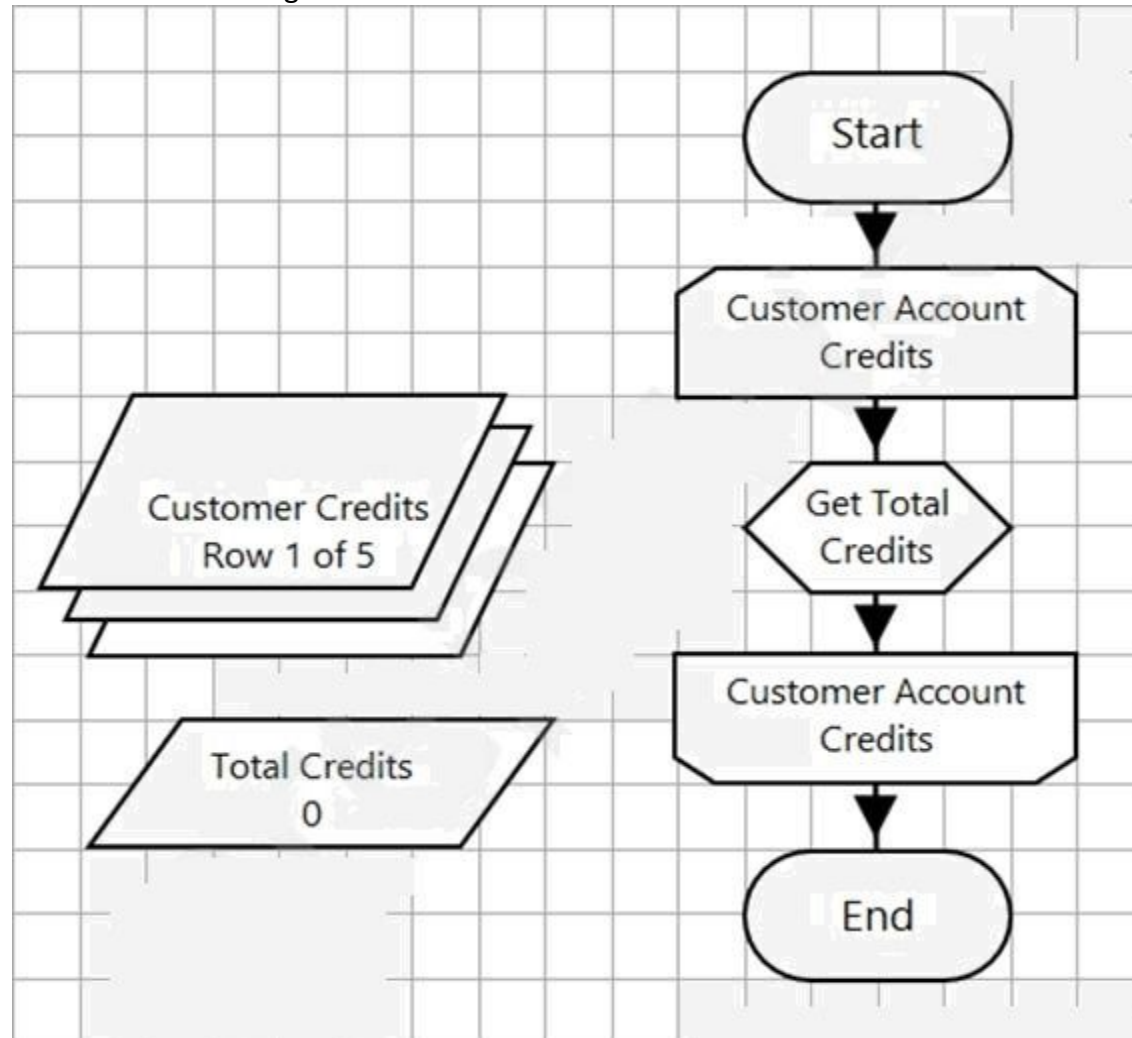 Start
Customer Account
Credits
Get Total
Credits
Customer Account
Credits
End
Customer Credits
Row 1 of 5
Total Credits
0